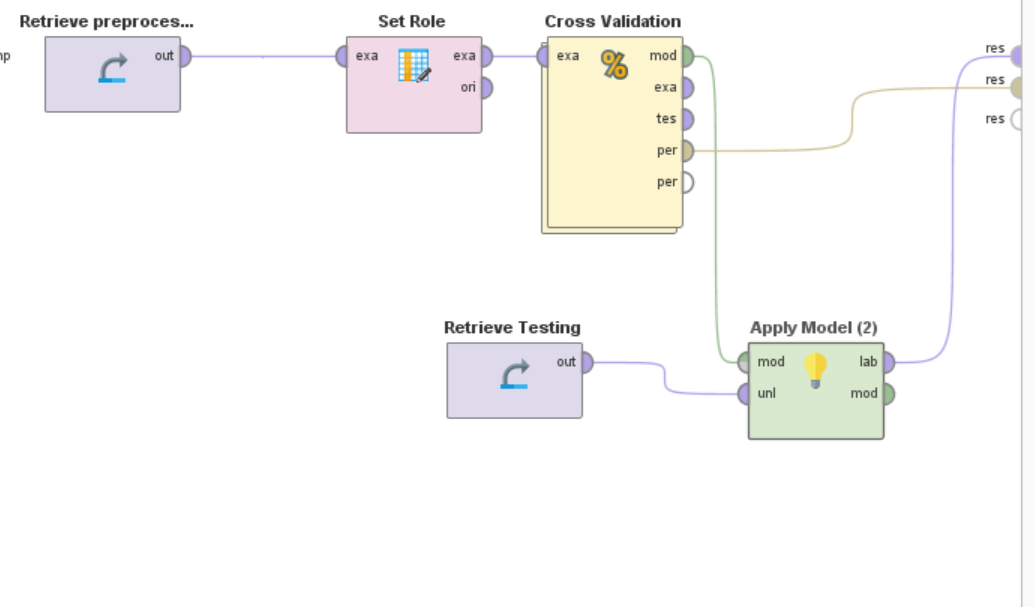 Retrieve preproces...
Set Role
Cross Validation
out
exa
exa
ori
exa
mod
exa
tes
per
per
res
res
res
Retrieve Testing
out
Apply Model (2)
mod
unl
lab
mod